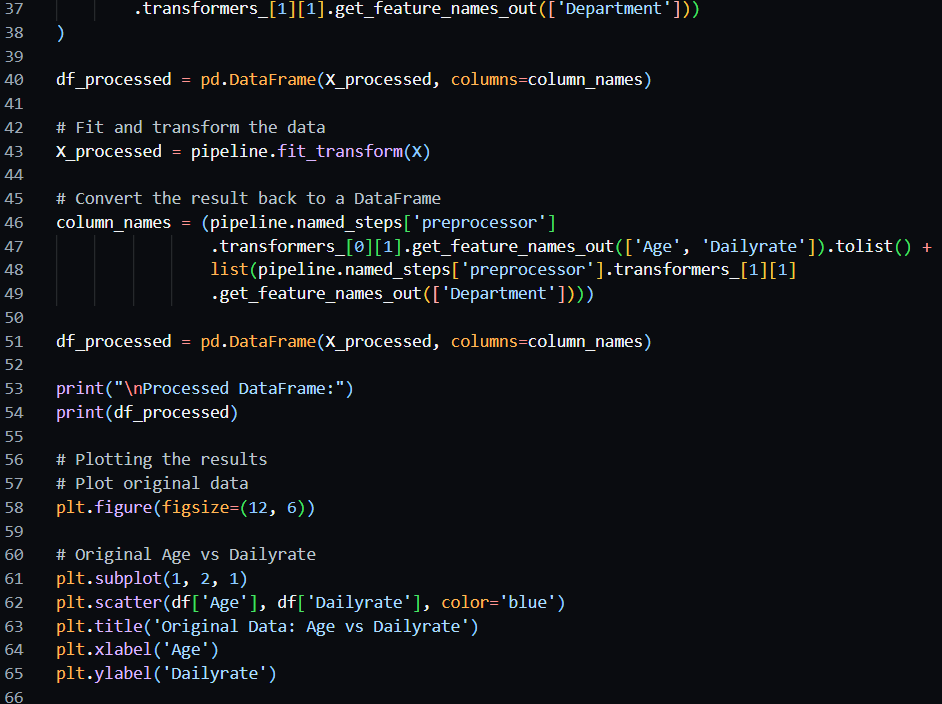 37 .transformers_[1][1].get_feature_names_out(['Department']))
38 )
39
40 df_processed = pd.DataFrame(X_processed, columns=column_names)
41
42 # Fit and transform the data
43 X_processed = pipeline.fit_transform(X)
44
45 # Convert the result back to a DataFrame
46 column_names = (pipeline.named_steps['preprocessor']
47 .transformers_[0][1].get_feature_names_out(['Age', 'Dailyrate']).tolist() +
48 list(pipeline.named_steps['preprocessor'].transformers_[1][1]
49 .get_feature_names_out(['Department'])))
50
51 df_processed = pd.DataFrame(X_processed, columns=column_names)
52
53 print("\nProcessed DataFrame:")
54 print(df_processed)
55
56 # Plotting the results
57 # Plot original data
58 plt.figure(figsize=(12, 6))
59
60 # Original Age vs Dailyrate
61 plt.subplot(1, 2, 1)
62 plt.scatter(df['Age'], df['Dailyrate'], color='blue')
63 plt.title('Original Data: Age vs Dailyrate')
64 plt.xlabel('Age')
65 plt.ylabel('Dailyrate')
66